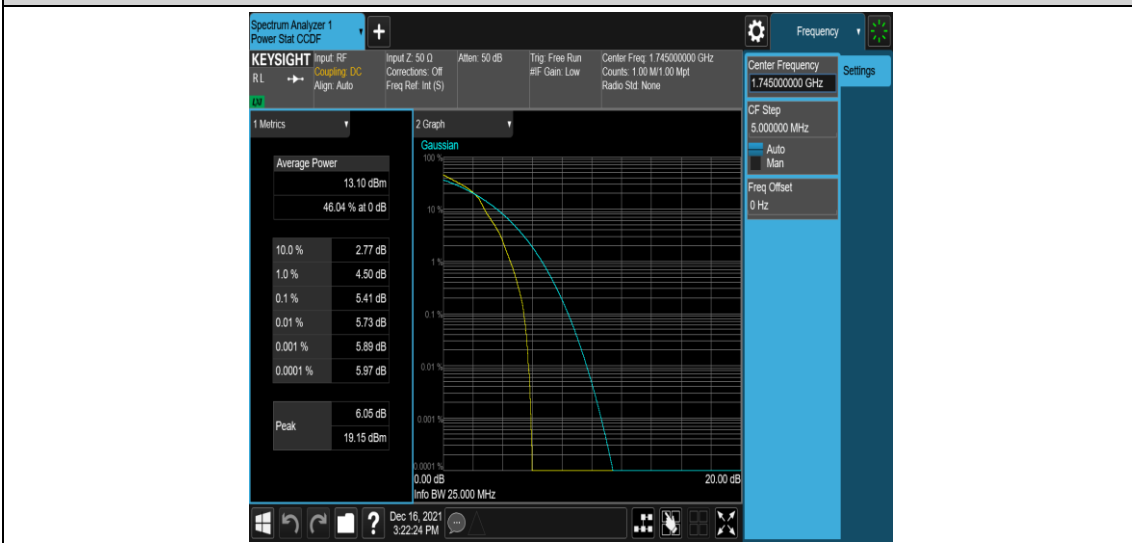 Spectrum Analyzer 1
Power Stat CCDF
+
Frequency
KEYSIGHT
RL
LNI
Input: RF
Coupling: DC
Align: Auto
Input Z: 50 Ω
Corrections: Off
Freq Ref: Int (S)
Atten: 50 dB
Trig: Free Run
#IF Gain: Low
Center Freq: 1.745000000 GHz
Counts: 1.00 M/1.00 Mpt
Radio Std: None
Center Frequency
1.745000000 GHz
Settings
CF Step
5.000000 MHz
Auto
Man
Freq Offset
0 Hz
1 Metrics
Average Power
13.10 dBm
46.04 % at 0 dB
10.0 % 2.77 dB
1.0 % 4.50 dB
0.1 % 5.41 dB
0.01 % 5.73 dB
0.001 % 5.89 dB
0.0001 % 5.97 dB
Peak
6.05 dB
19.15 dBm
2 Graph
Gaussian
100 %
10 %
1 %
0.1 %
0.01 %
0.001 %
0.0001 %
0.00 dB 20.00 dB
Info BW 25.000 MHz
?
Dec 16, 2021
3:22:24 PM